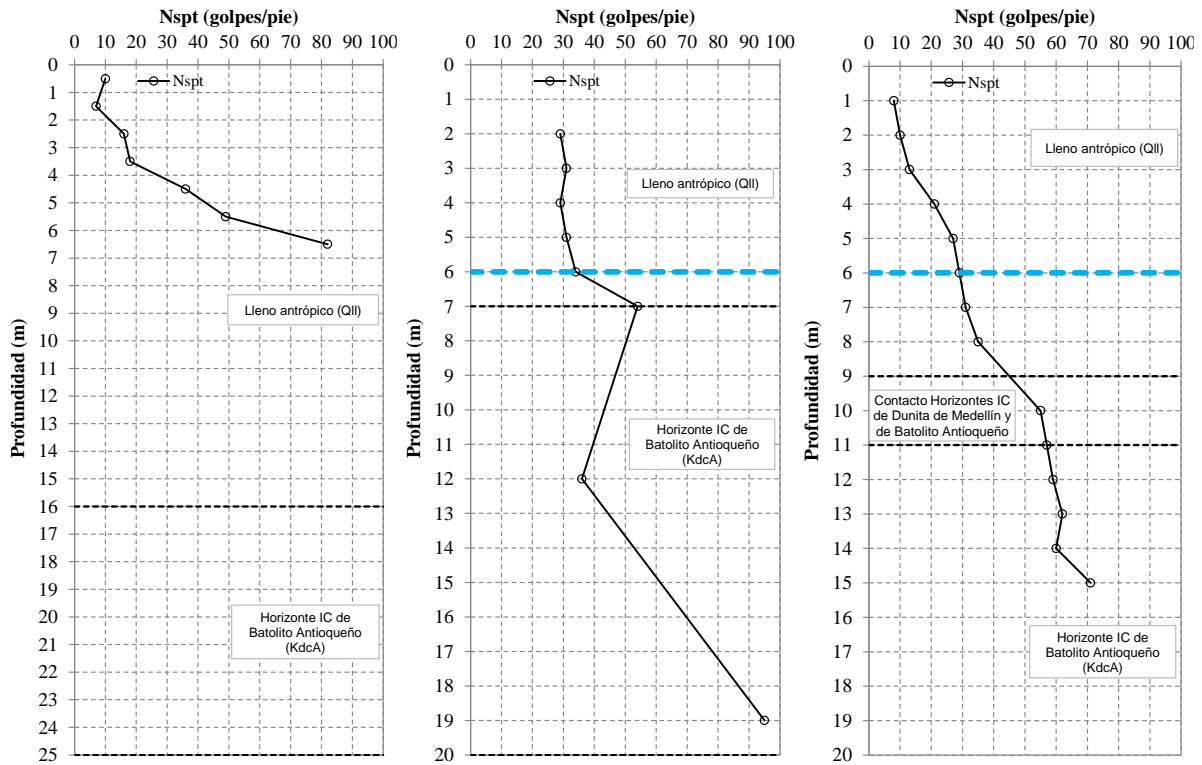 Nspt (golpes/pie)
0 10 20 30 40 50 60 70 80 90 100
Nspt
0
1
2
3
4
5
6
7
8
9
10
11
12
13
14
15
16
17
18
19
20
21
22
23
24
25
Profundidad (m)
Lleno antrópico (Qll)
Horizonte IC de
Batolito Antioqueño
(KdcA)
Nspt (golpes/pie)
0 10 20 30 40 50 60 70 80 90 100
Nspt
0
1
2
3
4
5
6
7
8
9
10
11
12
13
14
15
16
17
18
19
20
Profundidad (m)
Lleno antrópico (Qll)
Horizonte IC de
Batolito Antioqueño
(KdcA)
Nspt (golpes/pie)
0 10 20 30 40 50 60 70 80 90 100
Nspt
0
1
2
3
4
5
6
7
8
9
10
11
12
13
14
15
16
17
18
19
20
Profundidad (m)
Lleno antrópico (Qll)
Contacto Horizontes IC
de Dunita de Medellín y
de Batolito Antioqueño
Horizonte IC de
Batolito Antioqueño
(KdcA)